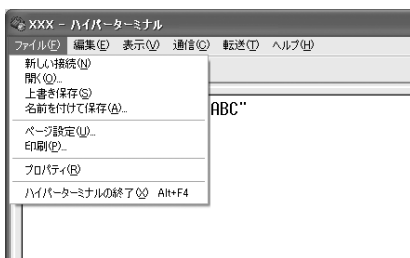 XXX - ハイパーターミナル
ファイル(F) 編集(E) 表示(V) 通信(C) 転送(T) ヘルプ(H)
新しい接続(N)
開く(O)...
上書き保存(S)
名前を付けて保存(A)...
ABC"
ページ設定(U)...
印刷(P)...
プロパティ(R)
ハイパーターミナルの終了(X) Alt+F4